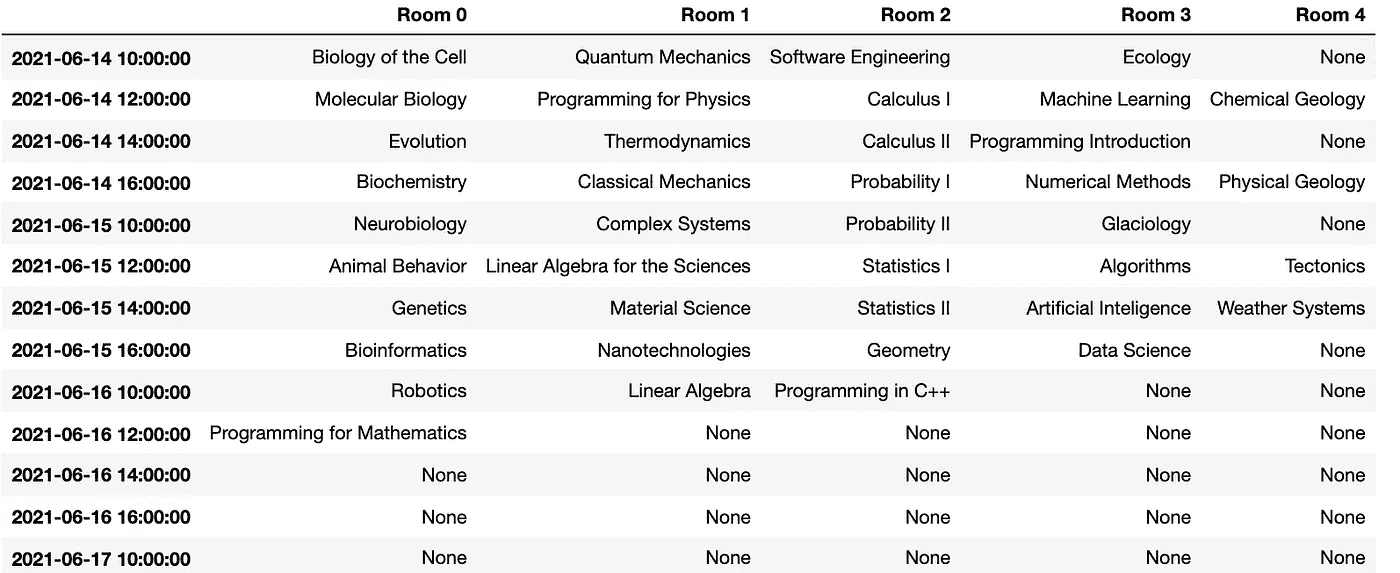 Room 0 Room 1 Room 2 Room 3 Room 4
2021-06-14 10:00:00 Biology of the Cell Quantum Mechanics Software Engineering Ecology None
2021-06-14 12:00:00 Molecular Biology Programming for Physics Calculus I Machine Learning Chemical Geology
2021-06-14 14:00:00 Evolution Thermodynamics Calculus II Programming Introduction None
2021-06-14 16:00:00 Biochemistry Classical Mechanics Probability I Numerical Methods Physical Geology
2021-06-15 10:00:00 Neurobiology Complex Systems Probability II Glaciology None
2021-06-15 12:00:00 Animal Behavior Linear Algebra for the Sciences Statistics I Algorithms Tectonics
2021-06-15 14:00:00 Genetics Material Science Statistics II Artificial Inteligence Weather Systems
2021-06-15 16:00:00 Bioinformatics Nanotechnologies Geometry Data Science None
2021-06-16 10:00:00 Robotics Linear Algebra Programming in C++ None None
2021-06-16 12:00:00 Programming for Mathematics None None None None
2021-06-16 14:00:00 None None None None None
2021-06-16 16:00:00 None None None None None
2021-06-17 10:00:00 None None None None None